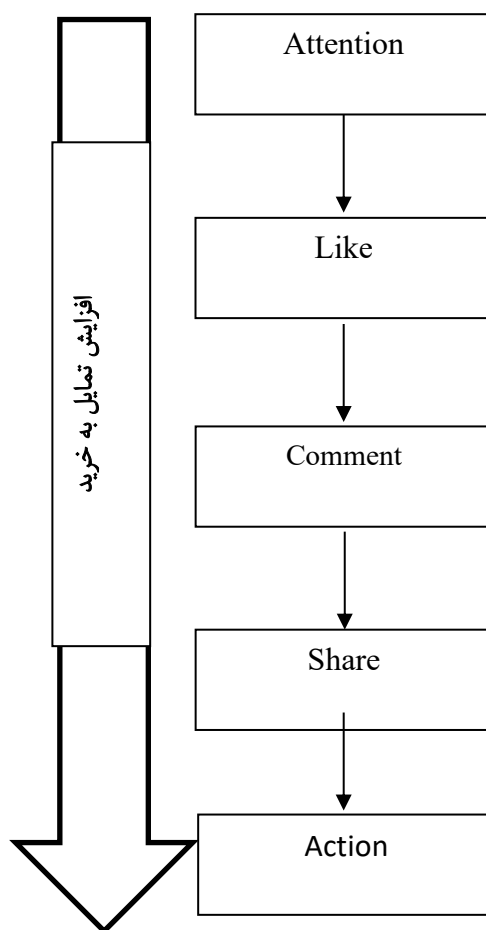 Attention
Like
افزایش تمایل به خرید
Comment
Share
Action